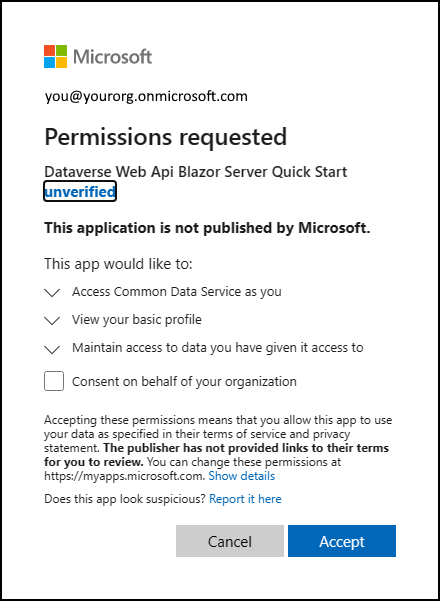 Microsoft
you@yourorg.onmicrosoft.com
Permissions requested
Dataverse Web Api Blazor Server Quick Start
unverified
This application is not published by Microsoft.
This app would like to:
Access Common Data Service as you
View your basic profile
Maintain access to data you have given it access to
Consent on behalf of your organization
Accepting these permissions means that you allow this app to use
your data as specified in their terms of service and privacy
statement. The publisher has not provided links to their terms
for you to review. You can change these permissions at
https://myapps.microsoft.com. Show details
Does this app look suspicious? Report it here
Cancel Accept